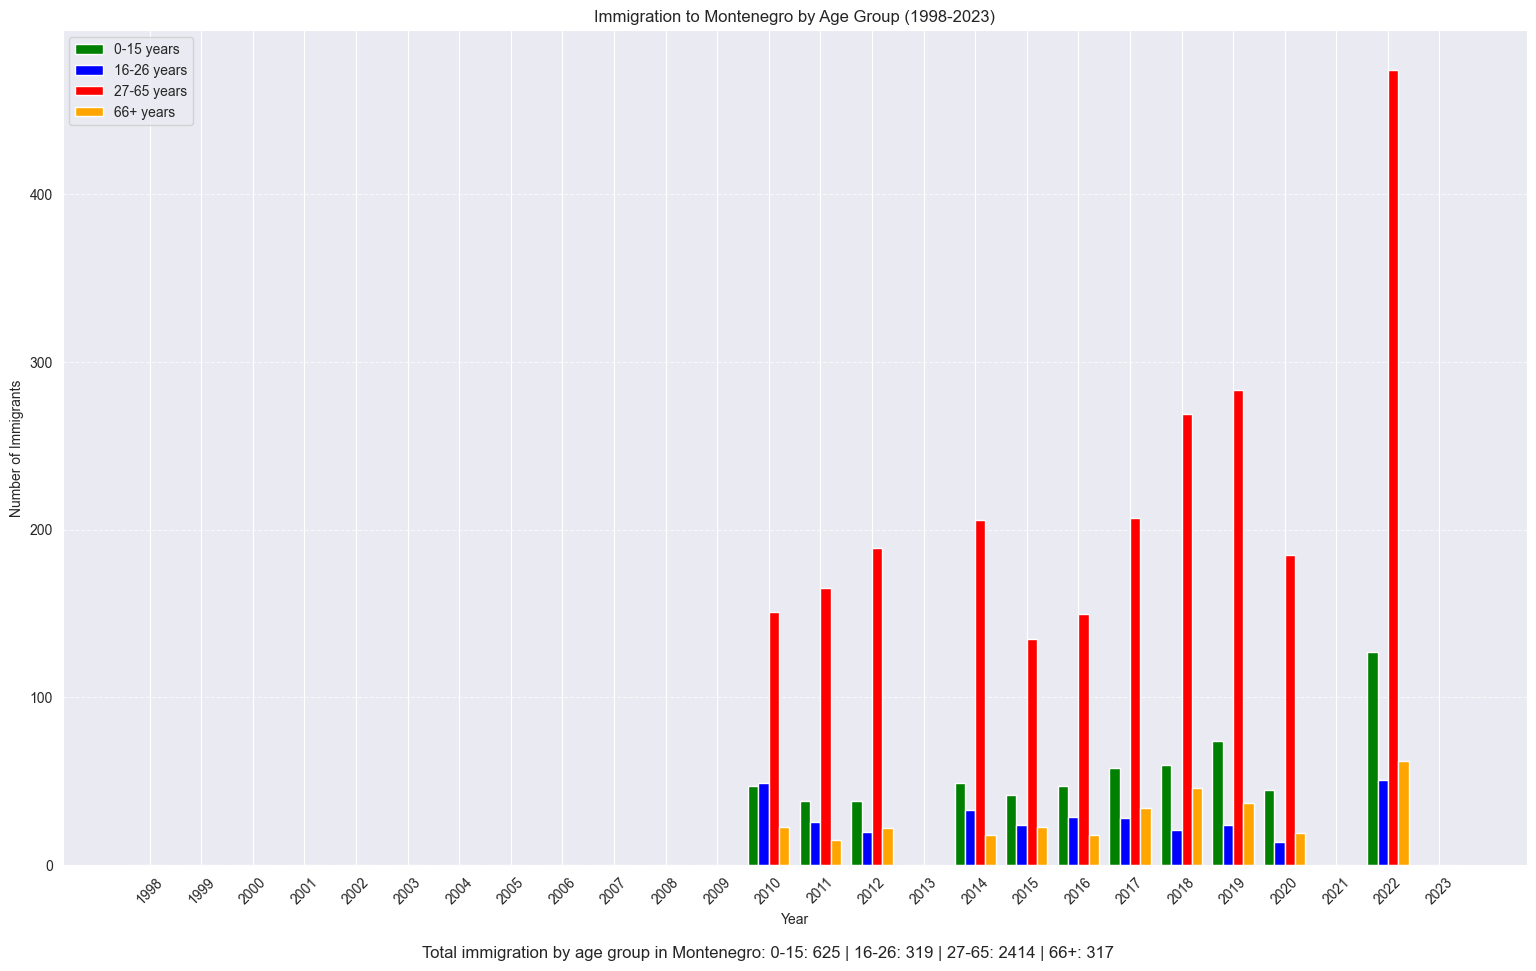 Immigration to Montenegro by Age Group (1998-2023)
0-15 years
16-26 years
27-65 years
66+ years
Number of Immigrants
400
300
200
100
0
1998 1999 2000 2001 2002 2003 2004 2005 2006 2007 2008 2009 2010 2011 2012 2013 2014 2015 2016 2017 2018 2019 2020 2021 2022 2023
Year
Total immigration by age group in Montenegro: 0-15: 625 | 16-26: 319 | 27-65: 2414 | 66+: 317